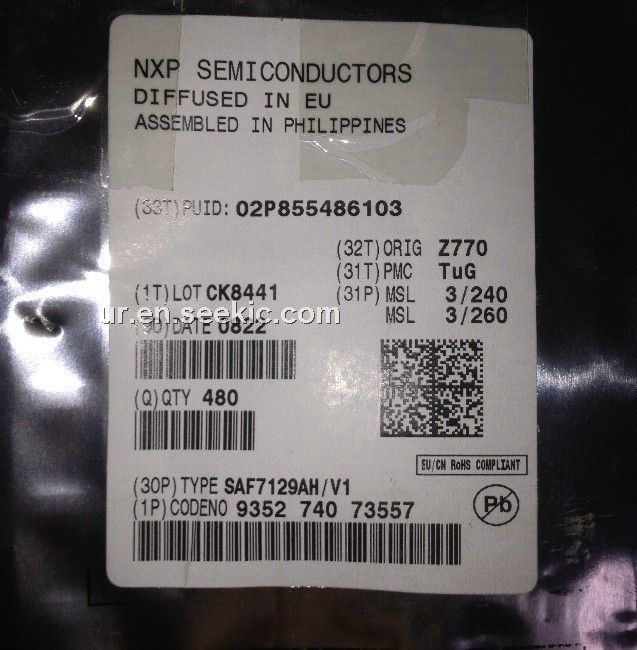 NXP SEMICONDUCTORS
DIFFUSED IN EU
ASSEMBLED IN PHILIPPINES
(33T)PUID: 02P855486103
(32T)ORIG Z770
(31T)PMC TuG
(1T)LOT CK8441
(31P) MSL 3/240
ur.en-seekic.com
(9D)DATE 0822
MSL 3/260
(Q)QTY 480
EU/CN RoHS COMPLIANT
(30P)TYPE SAF7129AH/V1
Pb
(1P)CODENO 9352 740 73557